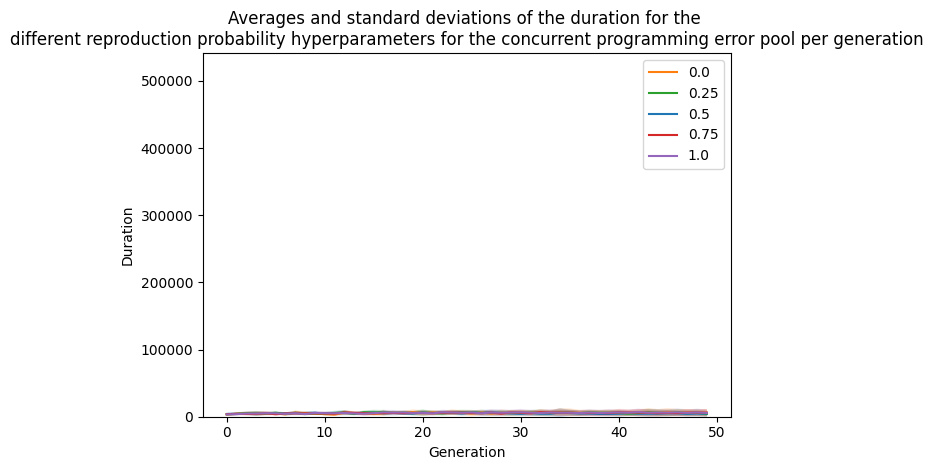 Averages and standard deviations of the duration for the
different reproduction probability hyperparameters for the concurrent programming error pool per generation
500000
400000
300000
200000
100000
0
Duration
0.0
0.25
0.5
0.75
1.0
0 10 20 30 40 50
Generation